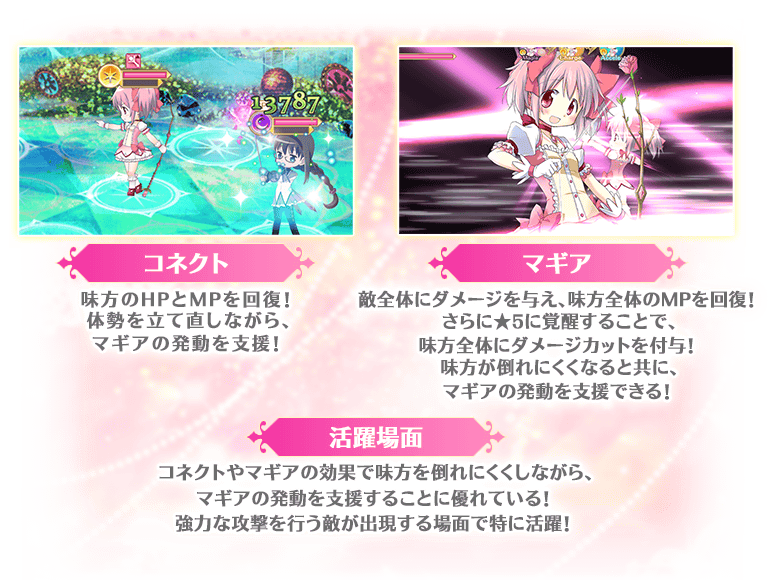 13787
コネクト
味方のHPとMPを回復!
体勢を立て直しながら、
マギアの発動を支援!
マギア
敵全体にダメージを与え、味方全体のMPを回復!
さらに★5に覚醒することで、
味方全体にダメージカットを付与!
味方が倒れにくくなると共に、
マギアの発動を支援できる!
活躍場面
コネクトやマギアの効果で味方を倒れにくくしながら、
マギアの発動を支援することに優れている!
強力な攻撃を行う敵が出現する場面で特に活躍!